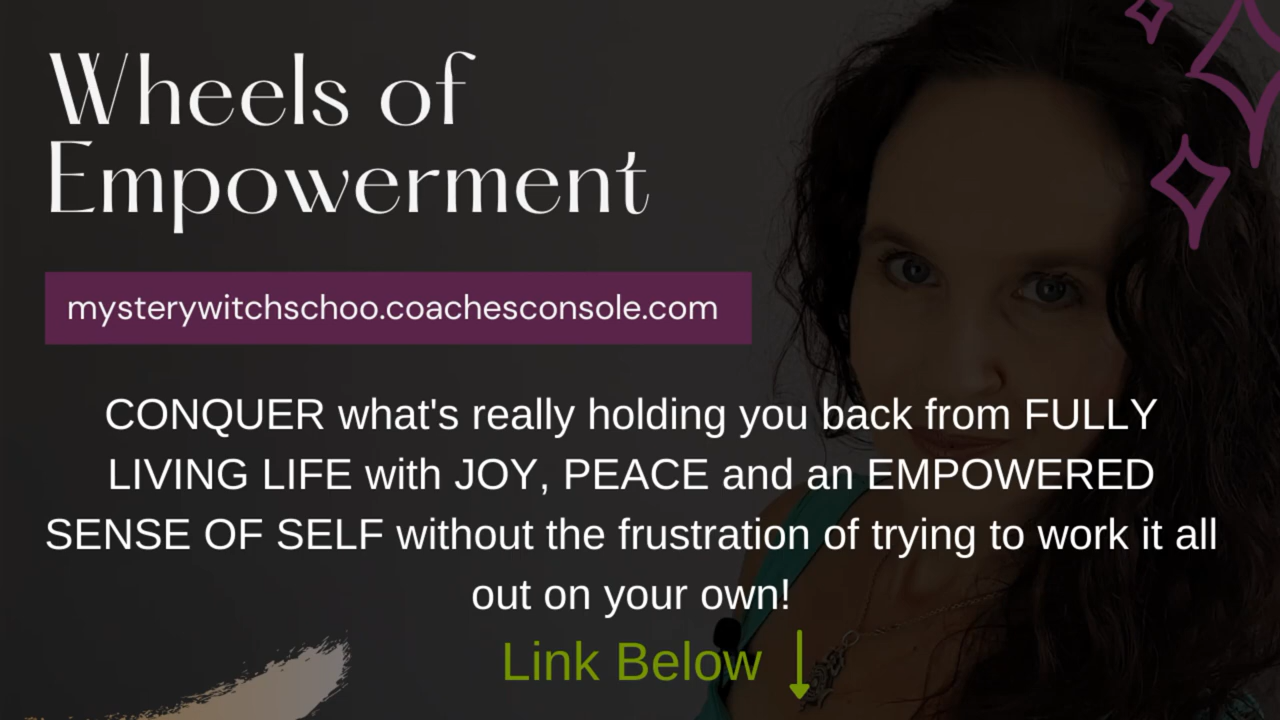 Wheels of
Empowerment
mysterywitchschoo.coachesconsole.com
CONQUER what's really holding you back from FULLY
LIVING LIFE with JOY, PEACE and an EMPOWERED
SENSE OF SELF without the frustration of trying to work it all
out on your own!
Link Below